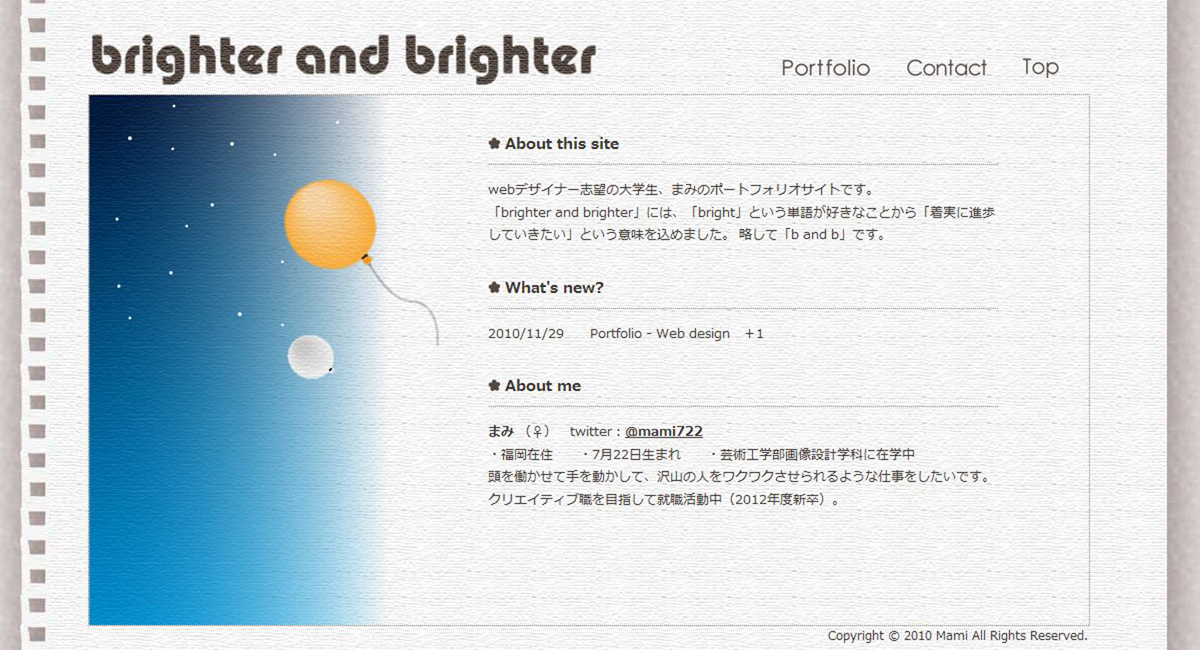 brighter and brighter
Portfolio Contact Top
About this site
webデザイナー志望の大学生、まみのポートフォリオサイトです。
「brighter and brighter」には、「bright」という単語が好きなことから「着実に進歩
していきたい」という意味を込めました。 略して「b and b」です。
What's new?
2010/11/29 Portfolio - Web design +1
About me
まみ（♀） twitter : @mami722
・福岡在住 ・7月22日生まれ ・芸術工学部画像設計学科に在学中
頭を働かせて手を動かして、沢山の人をワクワクさせられるような仕事をしたいです。
クリエイティブ職を目指して就職活動中（2012年度新卒）。
Copyright © 2010 Mami All Rights Reserved.